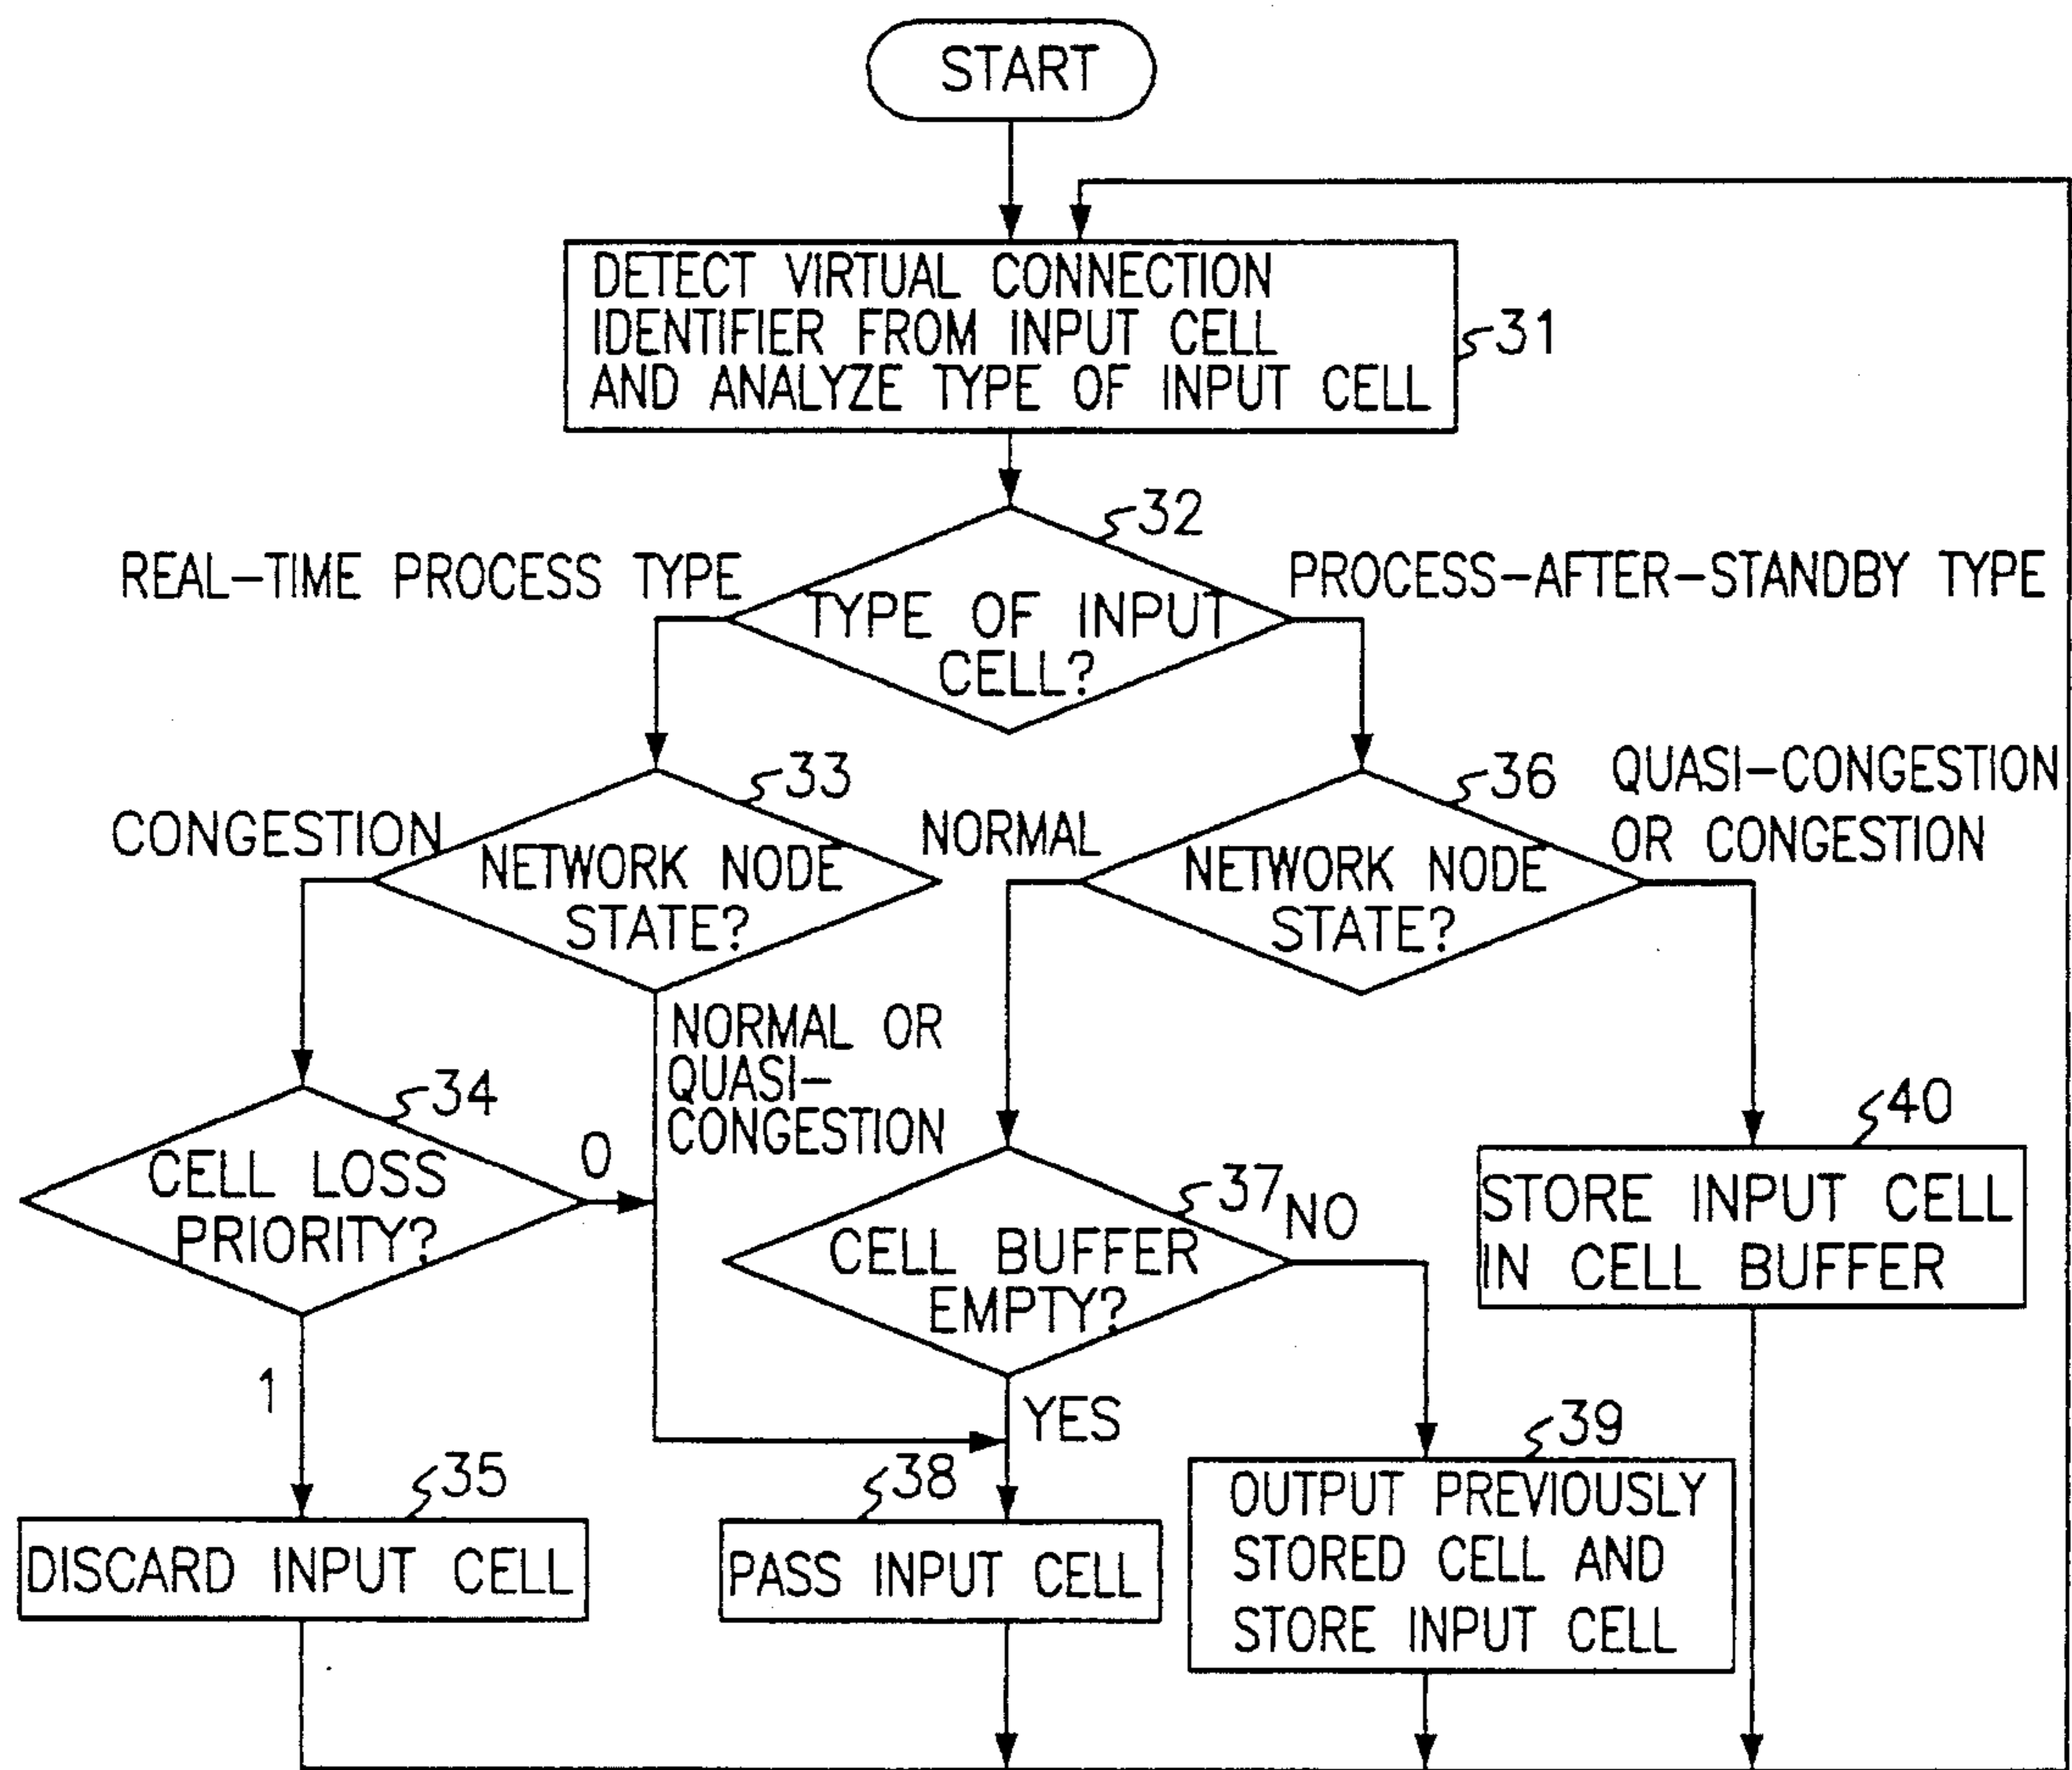 START
DETECT VIRTUAL CONNECTION
IDENTIFIER FROM INPUT CELL
AND ANALYZE TYPE OF INPUT CELL
31
32
REAL-TIME PROCESS TYPE
PROCESS-AFTER-STANDBY TYPE
TYPE OF INPUT
CELL?
33
36
QUASI-CONGESTION
OR CONGESTION
CONGESTION
NORMAL
NETWORK NODE
STATE?
NETWORK NODE
STATE?
NORMAL OR
QUASI-
CONGESTION
34
0
CELL LOSS
PRIORITY?
37
NO
CELL BUFFER
EMPTY?
40
STORE INPUT CELL
IN CELL BUFFER
1
YES
35
38
39
DISCARD INPUT CELL
PASS INPUT CELL
OUTPUT PREVIOUSLY
STORED CELL AND
STORE INPUT CELL